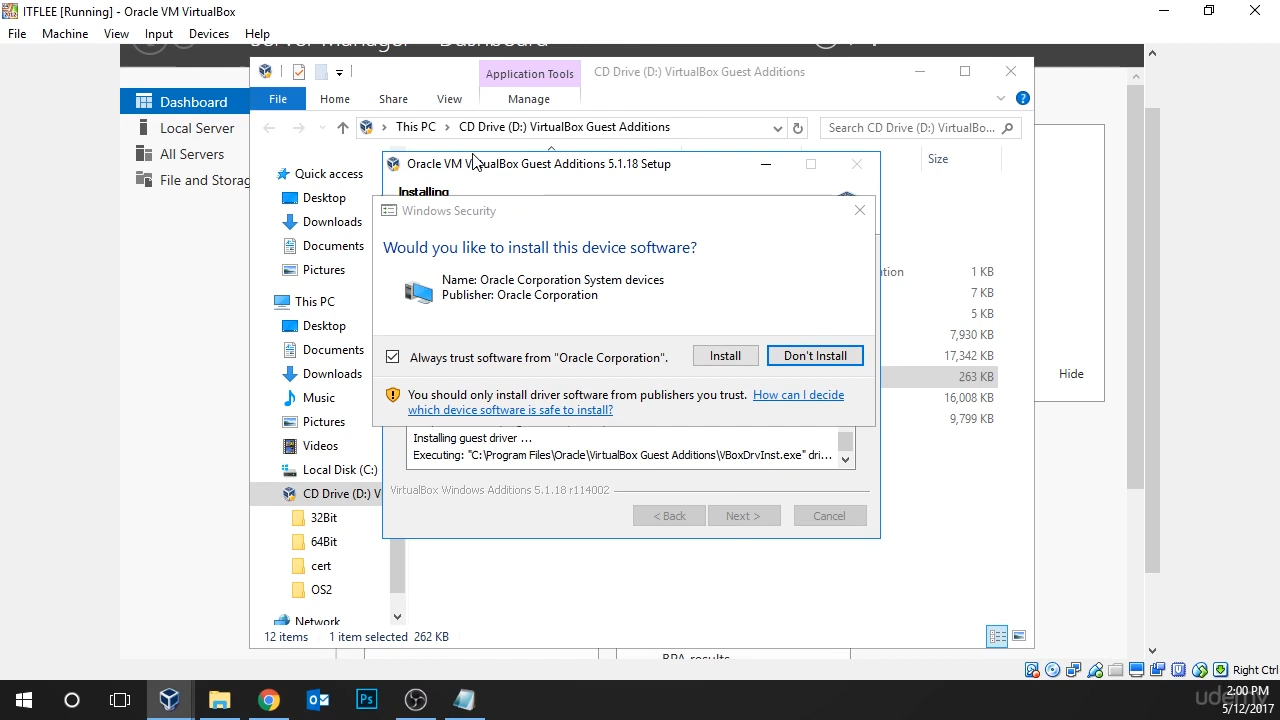 ITFLEE [Running] - Oracle VM VirtualBox
File Machine View Input Devices Help
Server Manager Dashboard
Application Tools
CD Drive (D:) VirtualBox Guest Additions
File Home Share View Manage
This PC > CD Drive (D:) VirtualBox Guest Additions
Search CD Drive (D:) VirtualBo...
Dashboard
Local Server
All Servers
File and Storag
Size
Quick access
Desktop
Downloads
Documents
Pictures
This PC
Desktop
Documents
Downloads
Music
Pictures
Videos
Local Disk (C:)
CD Drive (D:) V
32Bit
64Bit
cert
OS2
Network
Oracle VM VirtualBox Guest Additions 5.1.18 Setup
Installing
Windows Security
Would you like to install this device software?
Name: Oracle Corporation System devices
Publisher: Oracle Corporation
Always trust software from "Oracle Corporation".
Install
Don't Install
You should only install driver software from publishers you trust. How can I decide
which device software is safe to install?
Installing guest driver ...
Executing: "C:\Program Files\Oracle\VirtualBox Guest Additions\VBoxDrvInst.exe" dri...
VirtualBox Windows Additions 5.1.18 r114002
< Back
Next >
Cancel
ation
1 KB
7 KB
5 KB
7,930 KB
17,342 KB
263 KB
16,008 KB
9,799 KB
Hide
12 items 1 item selected 262 KB
BPA results
Right Ctrl
2:00 PM
5/12/2017
udemy